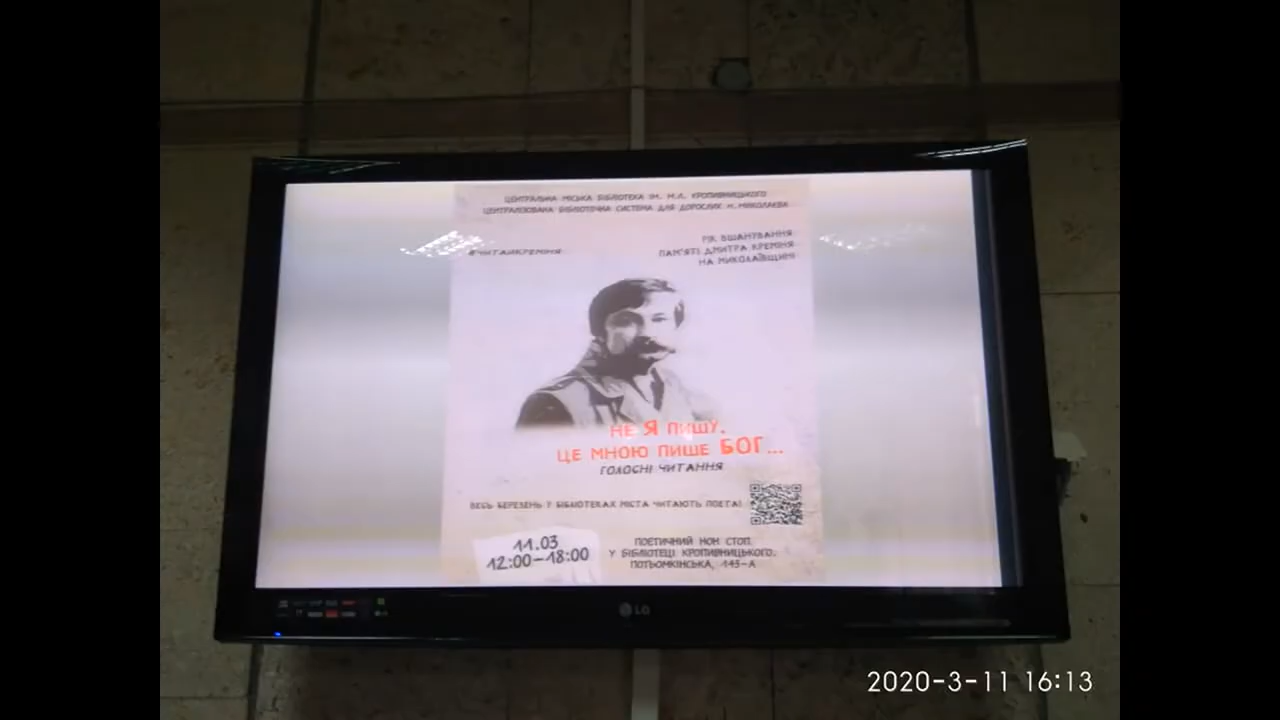 ЦЕНТРАЛЬНА МІСЬКА БІБЛІОТЕКА ІМ. М.Л. КРОПИВНИЦЬКОГО
ЦЕНТРАЛІЗОВАНА БІБЛІОТЕЧНА СИСТЕМА ДЛЯ ДОРОСЛИХ М. МИКОЛАЄВА
#ЧИТАЙКРЕМІНЯ
РІК ВШАНУВАННЯ
ПАМ'ЯТІ ДМИТРА КРЕМІНЯ
НА МИКОЛАЇВЩИНІ
НЕ Я ПИШУ.
ЦЕ МНОЮ ПИШЕ БОГ...
ГОЛОСНІ ЧИТАННЯ
ВЕСЬ БЕРЕЗЕНЬ У БІБЛІОТЕКАХ МІСТА ЧИТАЮТЬ ПОЕТА!
11.03
12:00–18:00
ПОЄТИЧНИЙ НОН СТОП
У БІБЛІОТЕЦІ КРОПИВНИЦЬКОГО.
ПОТЬОМКІНСЬКА, 143-А
LG
2020-3-11 16:13